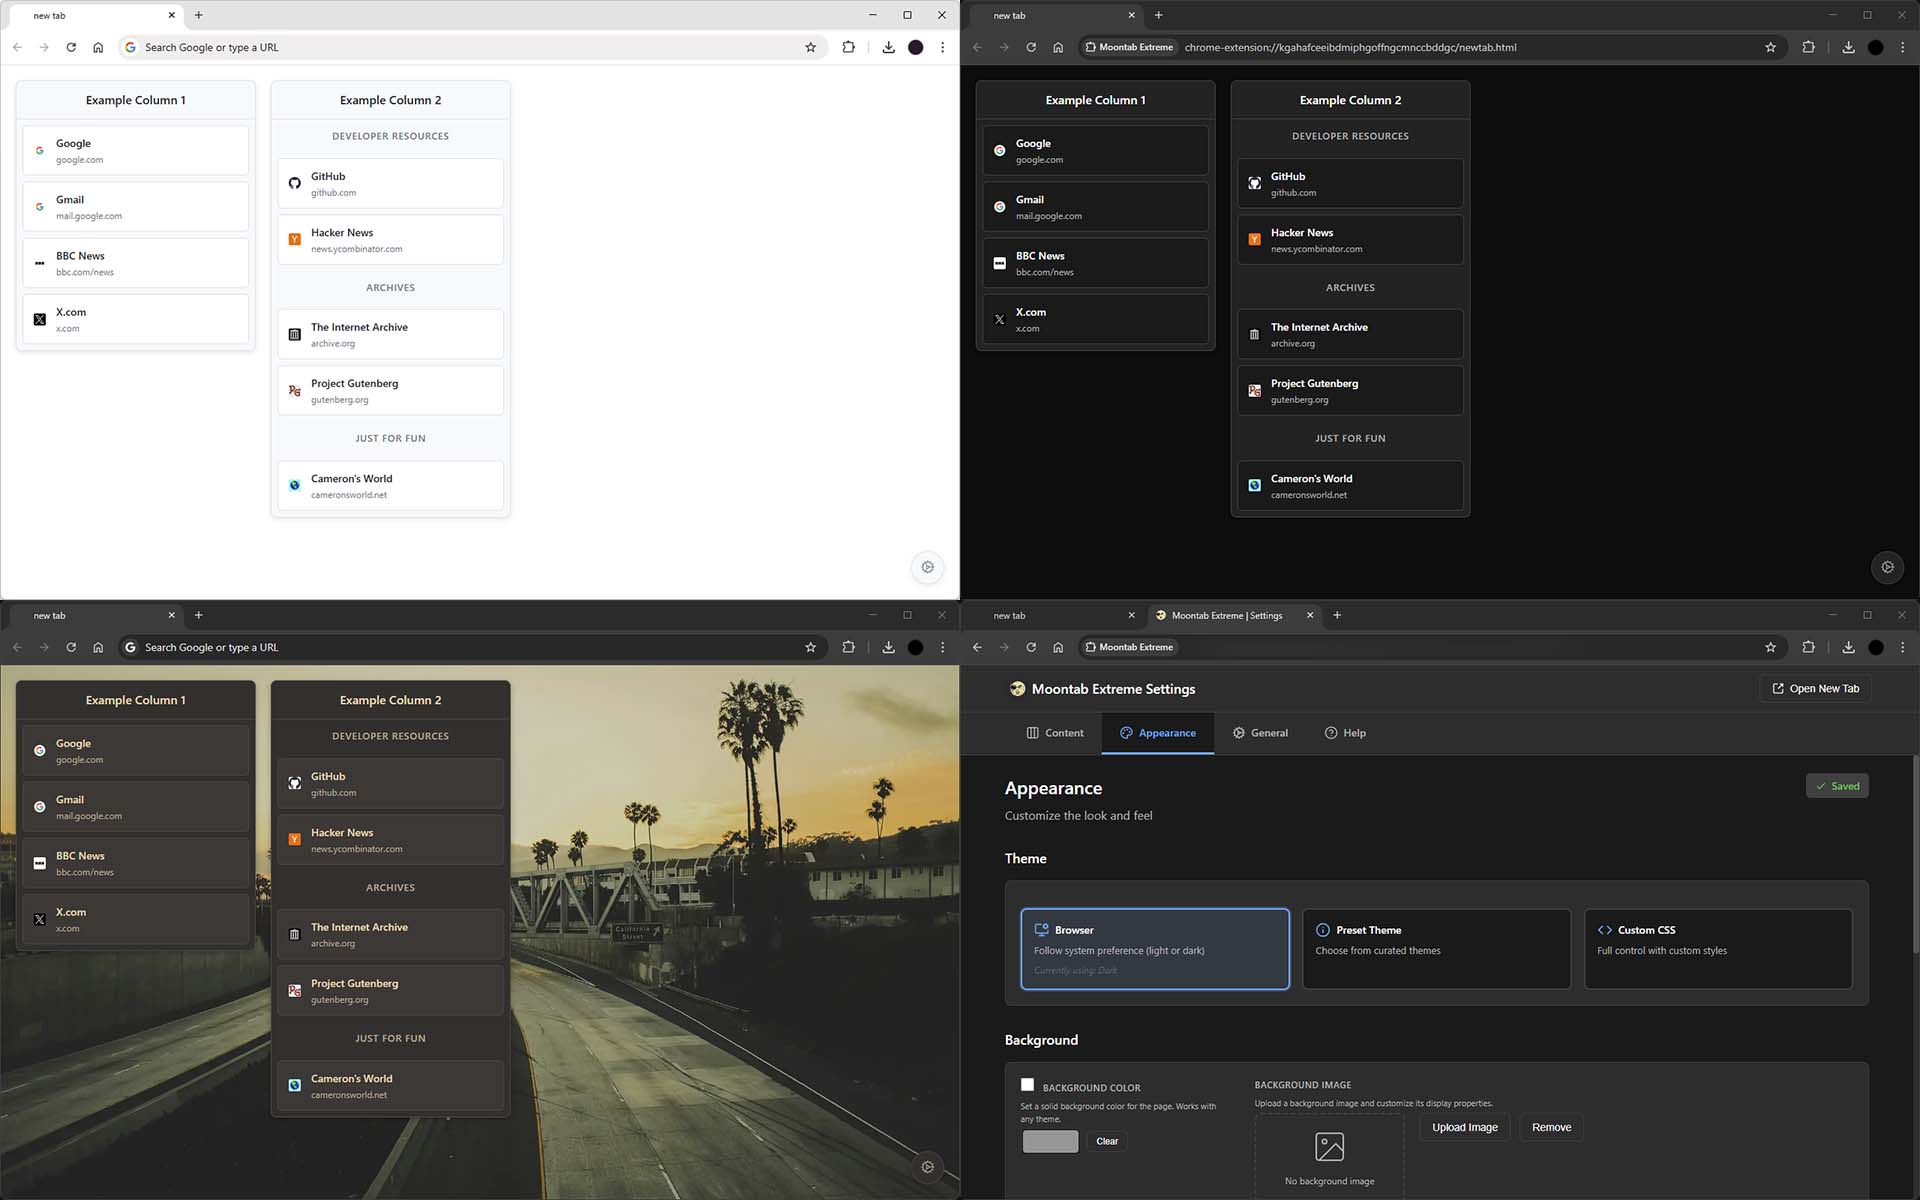 new tab
Search Google or type a URL
Example Column 1
Google
google.com
Gmail
mail.google.com
BBC News
bbc.com/news
X.com
x.com
Example Column 2
DEVELOPER RESOURCES
GitHub
github.com
Hacker News
news.ycombinator.com
ARCHIVES
The Internet Archive
archive.org
Project Gutenberg
gutenberg.org
JUST FOR FUN
Cameron's World
cameronsworld.net
new tab
Moontab Extreme chrome-extension://kgahafceeibdmiphgoffngcmnccbddgc/newtab.html
Example Column 1
Google
google.com
Gmail
mail.google.com
BBC News
bbc.com/news
X.com
x.com
Example Column 2
DEVELOPER RESOURCES
GitHub
github.com
Hacker News
news.ycombinator.com
ARCHIVES
The Internet Archive
archive.org
Project Gutenberg
gutenberg.org
JUST FOR FUN
Cameron's World
cameronsworld.net
new tab
Search Google or type a URL
Example Column 1
Google
google.com
Gmail
mail.google.com
BBC News
bbc.com/news
X.com
x.com
Example Column 2
DEVELOPER RESOURCES
GitHub
github.com
Hacker News
news.ycombinator.com
ARCHIVES
The Internet Archive
archive.org
Project Gutenberg
gutenberg.org
JUST FOR FUN
Cameron's World
cameronsworld.net
California
Street
new tab
Moontab Extreme | Settings
Moontab Extreme
Moontab Extreme Settings
Open New Tab
Content
Appearance
General
Help
Appearance
Saved
Customize the look and feel
Theme
Browser
Follow system preference (light or dark)
Currently using: Dark
Preset Theme
Choose from curated themes
Custom CSS
Full control with custom styles
Background
BACKGROUND COLOR
Set a solid background color for the page. Works with
any theme.
Clear
BACKGROUND IMAGE
Upload a background image and customize its display properties.
No background image
Upload Image
Remove